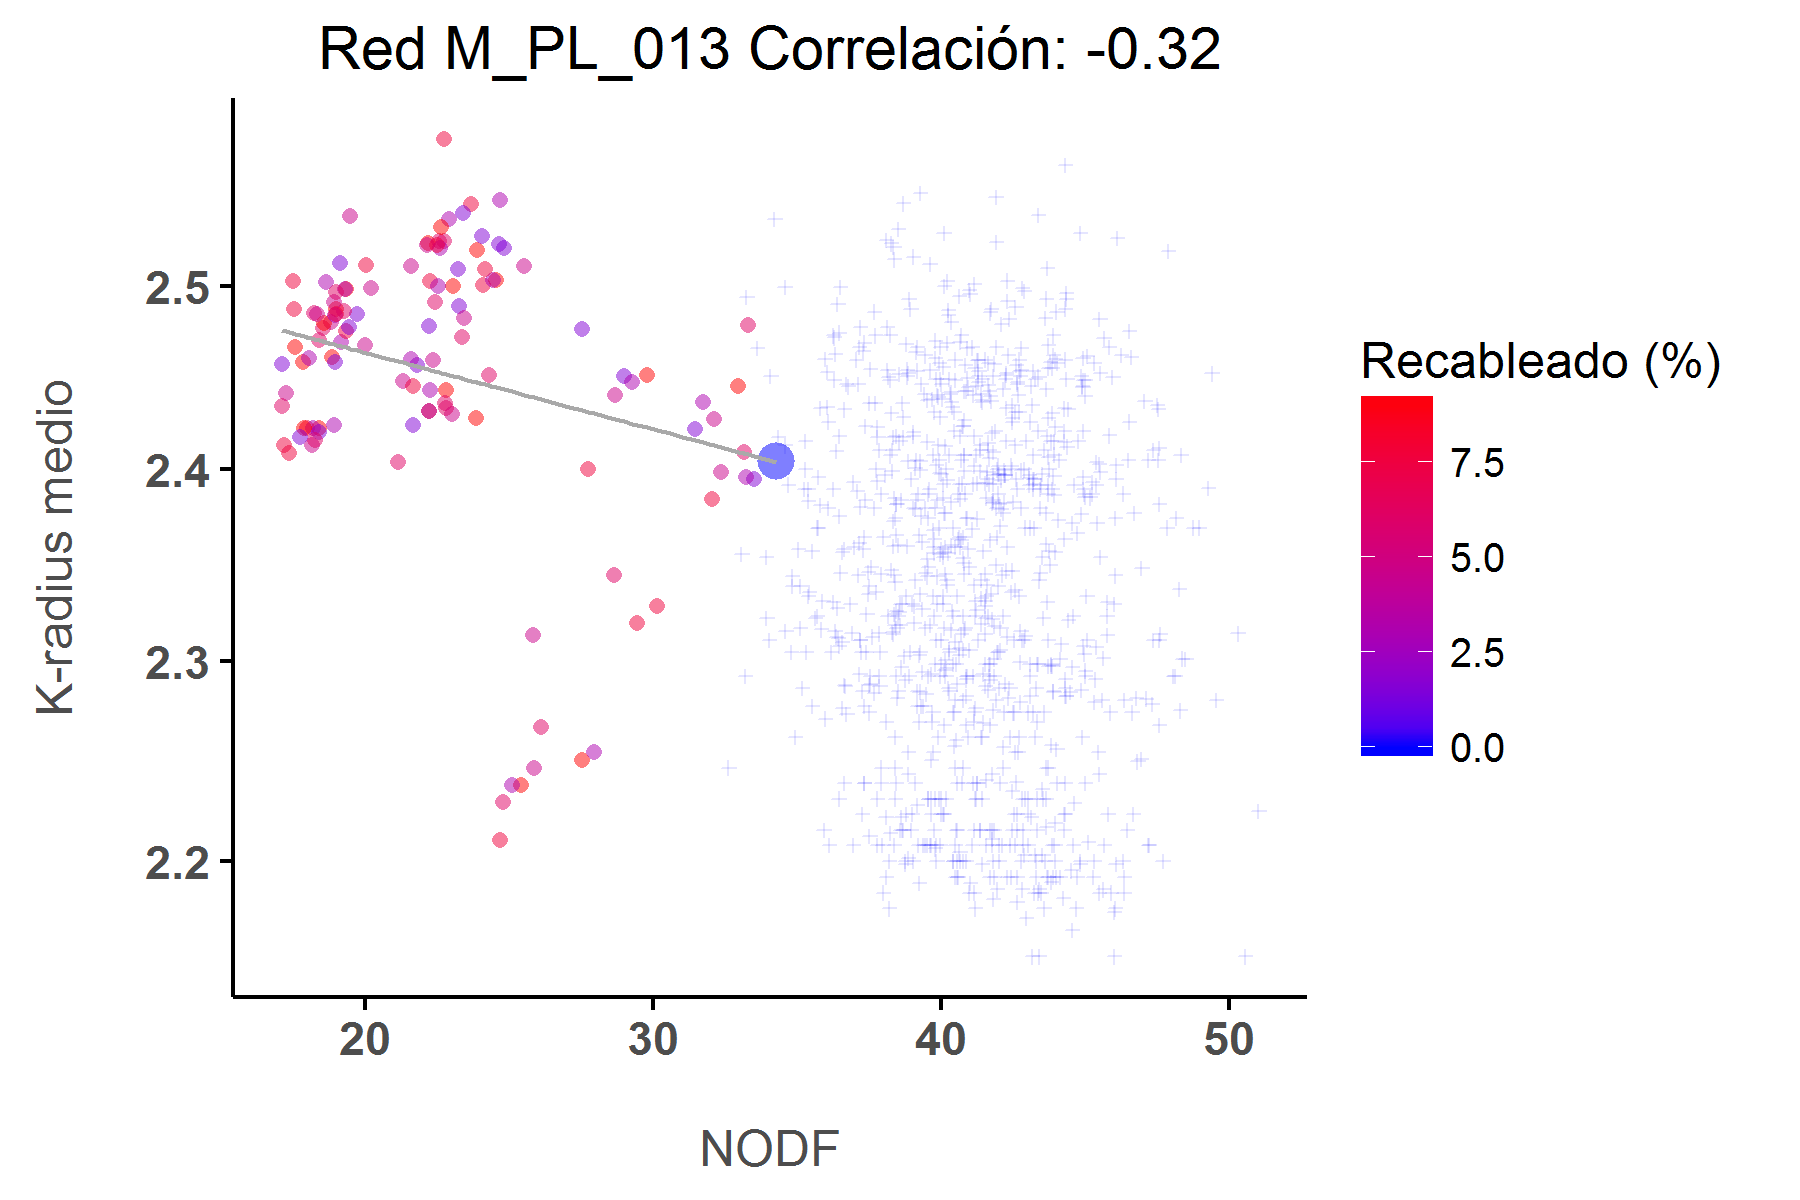 Red M_PL_013 Correlación: -0.32
K-radius medio
2.5
2.4
2.3
2.2
20 30 40 50
NODF
Recableado (%)
7.5
5.0
2.5
0.0